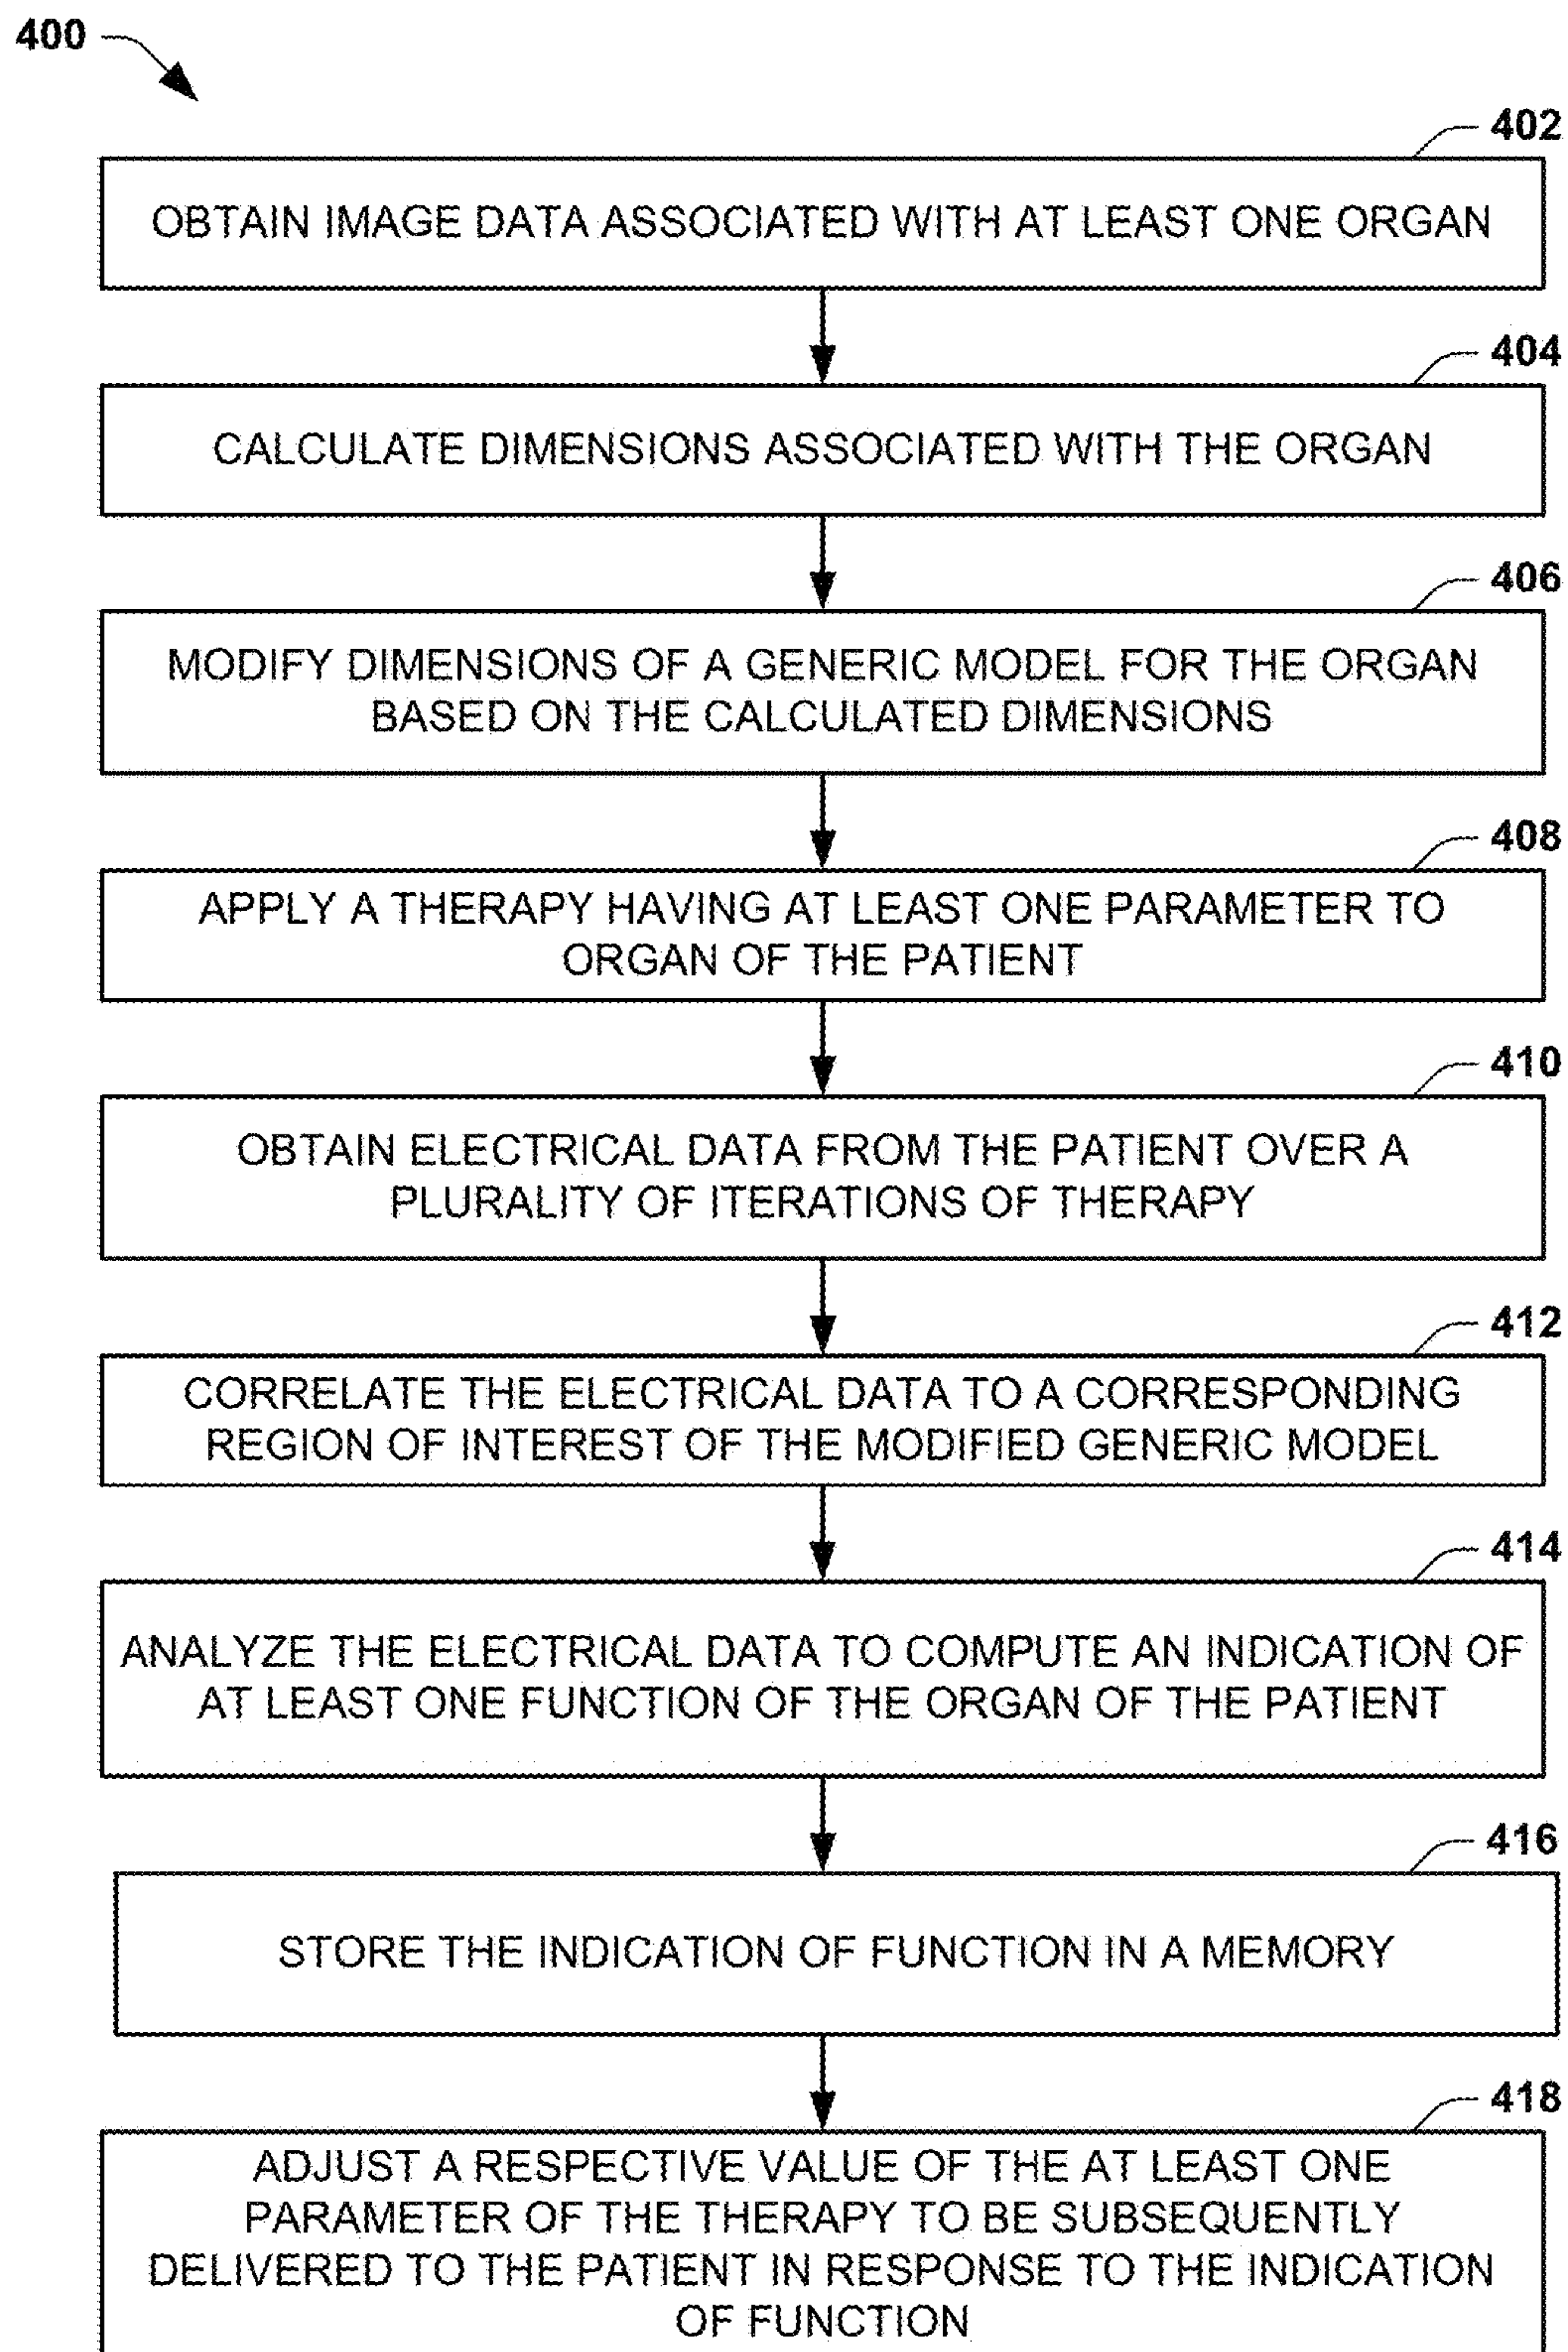 400
402
OBTAIN IMAGE DATA ASSOCIATED WITH AT LEAST ONE ORGAN
404
CALCULATE DIMENSIONS ASSOCIATED WITH THE ORGAN
406
MODIFY DIMENSIONS OF A GENERIC MODEL FOR THE ORGAN
BASED ON THE CALCULATED DIMENSIONS
408
APPLY A THERAPY HAVING AT LEAST ONE PARAMETER TO
ORGAN OF THE PATIENT
410
OBTAIN ELECTRICAL DATA FROM THE PATIENT OVER A
PLURALITY OF ITERATIONS OF THERAPY
412
CORRELATE THE ELECTRICAL DATA TO A CORRESPONDING
REGION OF INTEREST OF THE MODIFIED GENERIC MODEL
414
ANALYZE THE ELECTRICAL DATA TO COMPUTE AN INDICATION OF
AT LEAST ONE FUNCTION OF THE ORGAN OF THE PATIENT
416
STORE THE INDICATION OF FUNCTION IN A MEMORY
418
ADJUST A RESPECTIVE VALUE OF THE AT LEAST ONE
PARAMETER OF THE THERAPY TO BE SUBSEQUENTLY
DELIVERED TO THE PATIENT IN RESPONSE TO THE INDICATION
OF FUNCTION